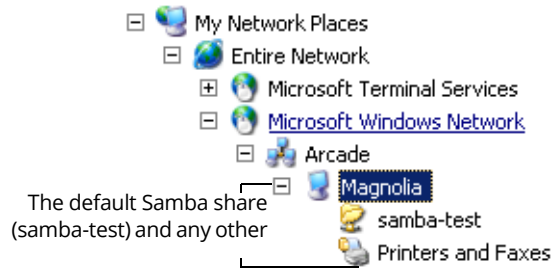 My Network Places
Entire Network
Microsoft Terminal Services
Microsoft Windows Network
Arcade
Magnolia
The default Samba share
(samba-test) and any other
samba-test
Printers and Faxes